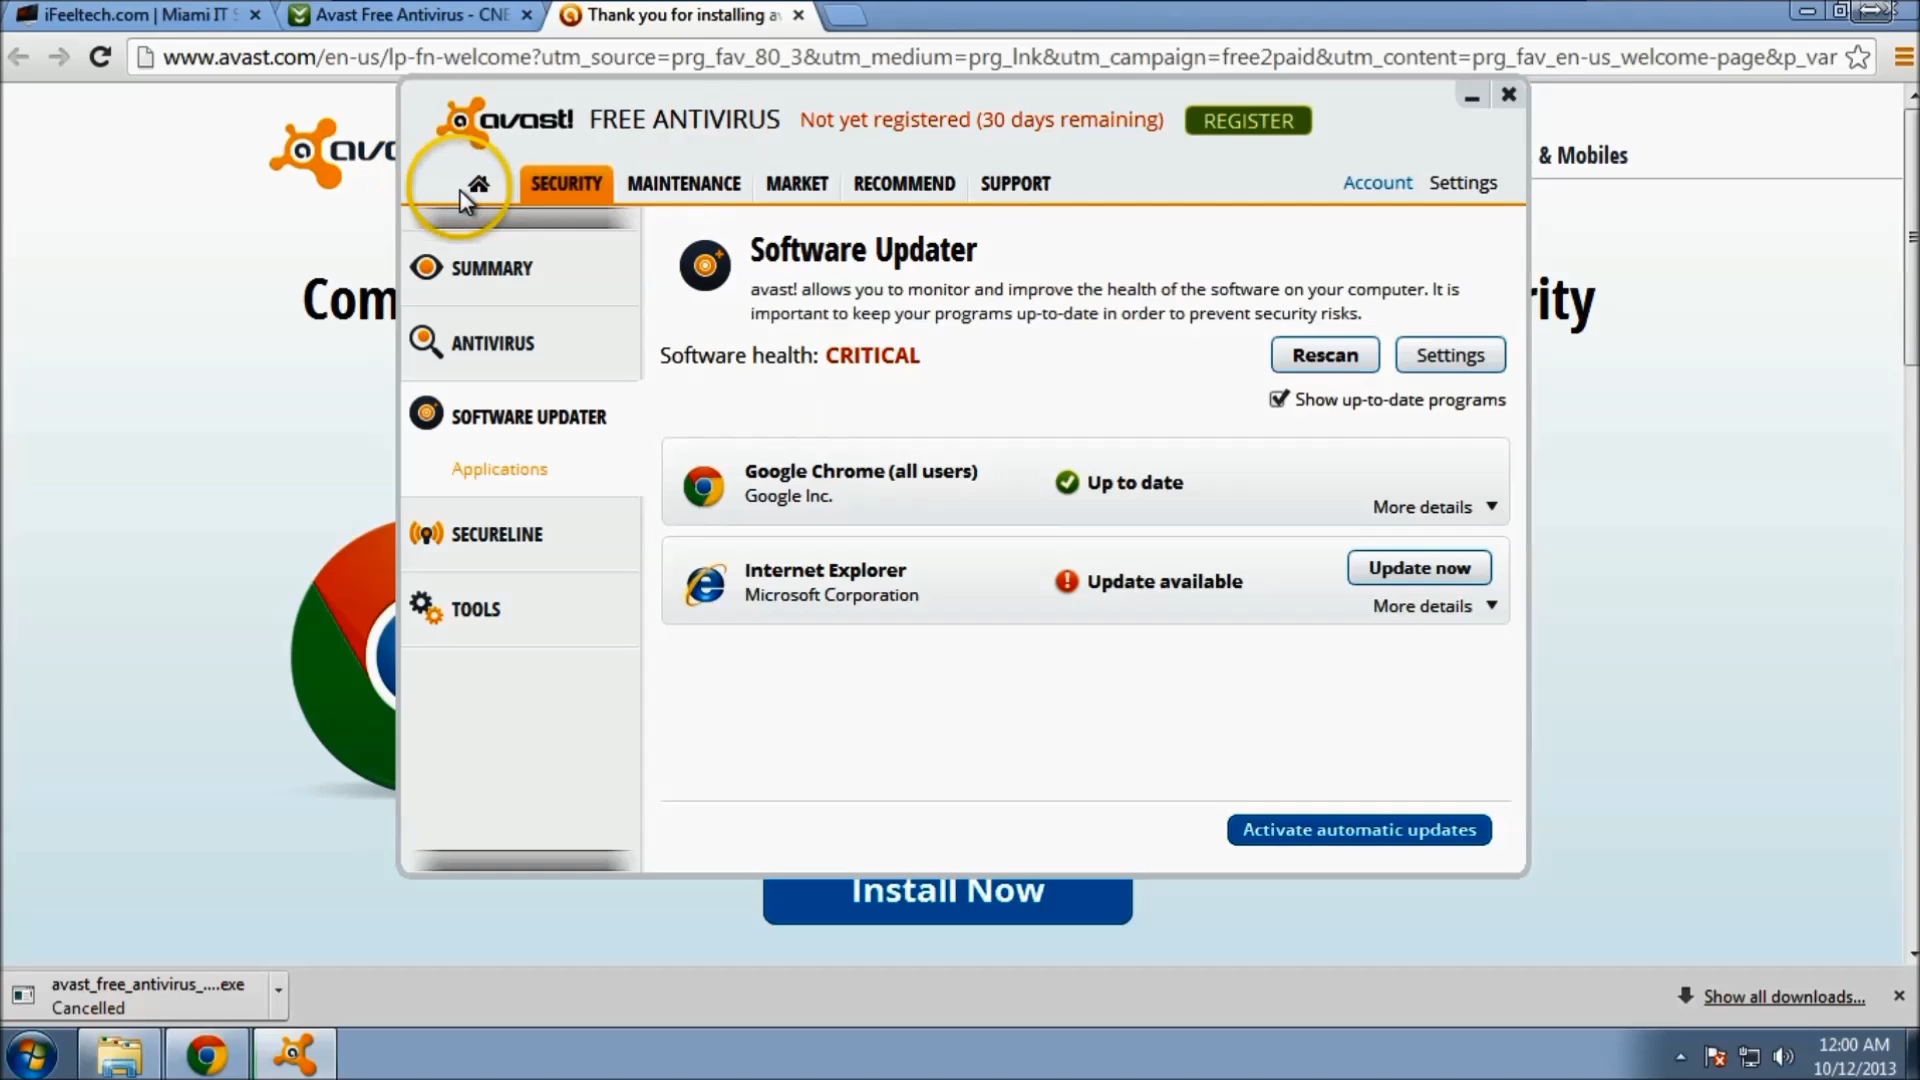 iFeeltech.com | Miami IT S
Avast Free Antivirus - CNE
Thank you for installing av
www.avast.com/en-us/lp-fn-welcome?utm_source=prg_fav_80_3&utm_medium=prg_lnk&utm_campaign=free2paid&utm_content=prg_fav_en-us_welcome-page&p_var
avast! FREE ANTIVIRUS Not yet registered (30 days remaining) REGISTER
avc
& Mobiles
SECURITY MAINTENANCE MARKET RECOMMEND SUPPORT Account Settings
SUMMARY
ANTIVIRUS
SOFTWARE UPDATER
Applications
SECURELINE
TOOLS
Software Updater
avast! allows you to monitor and improve the health of the software on your computer. It is
important to keep your programs up-to-date in order to prevent security risks.
Software health: CRITICAL
Rescan Settings
Show up-to-date programs
Google Chrome (all users)
Google Inc.
Up to date
More details
Internet Explorer
Microsoft Corporation
Update available
Update now
More details
Activate automatic updates
Com
rity
Install Now
avast_free_antivirus_....exe
Cancelled
Show all downloads...
12:00 AM
10/12/2013